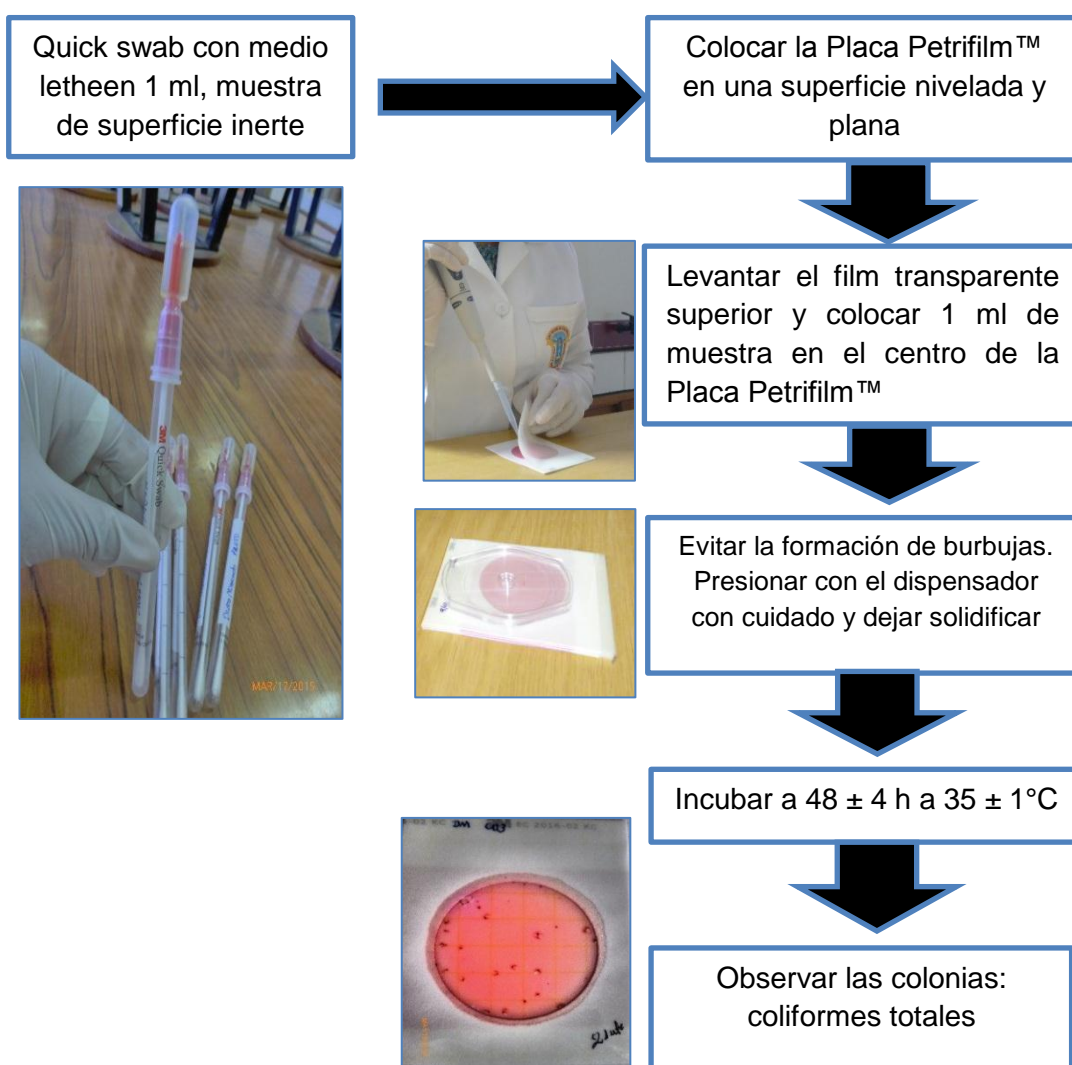 Quick swab con medio
letheen 1 ml, muestra
de superficie inerte
Colocar la Placa Petrifilm™
en una superficie nivelada y
plana
3M Quick Swab
MAR/17/2015
Levantar el film transparente
superior y colocar 1 ml de
muestra en el centro de la
Placa Petrifilm™
Evitar la formación de burbujas.
Presionar con el dispensador
con cuidado y dejar solidificar
Incubar a 48 ± 4 h a 35 ± 1°C
Observar las colonias:
coliformes totales